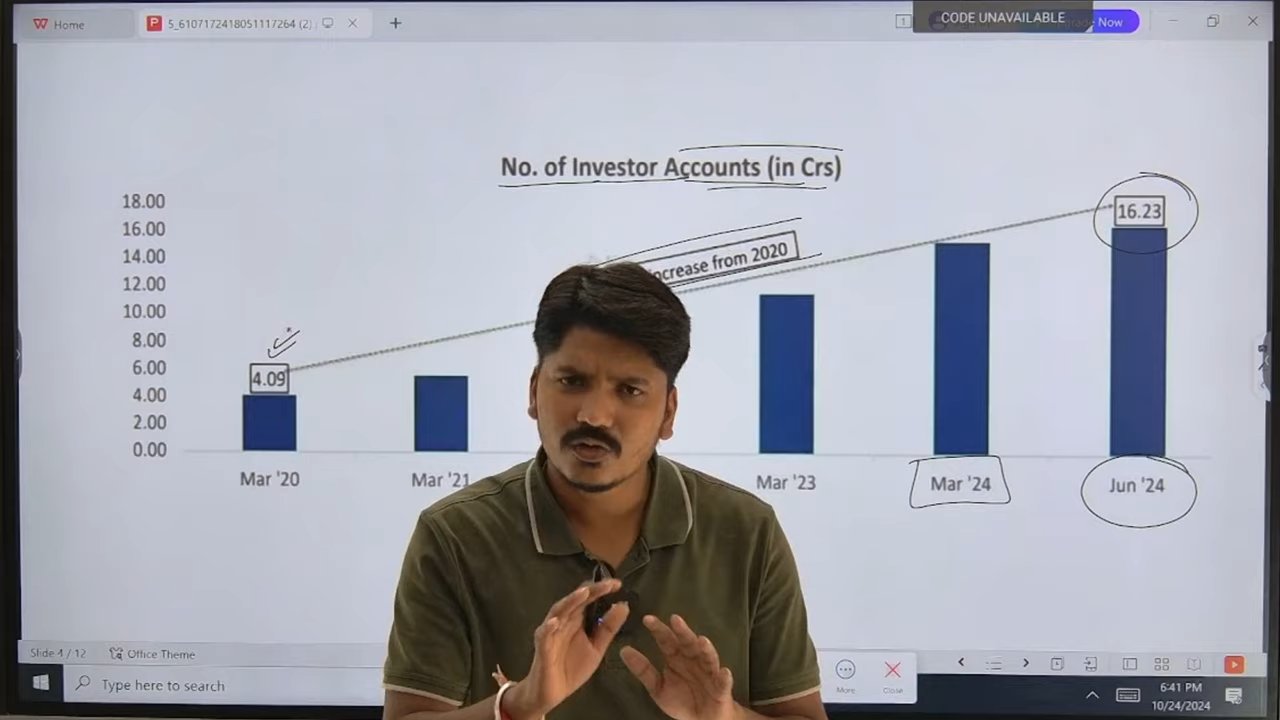 Home
5_6107172418051117264 (2)
CODE UNAVAILABLE
Now
No. of Investor Accounts (in Crs)
18.00
16.00
14.00
12.00
10.00
8.00
6.00
4.00
2.00
0.00
increase from 2020
4.09
16.23
Mar '20
Mar '21
Mar '23
Mar '24
Jun '24
Slide 4 / 12
Office Theme
Type here to search
More
Close
6:41 PM
10/24/2024